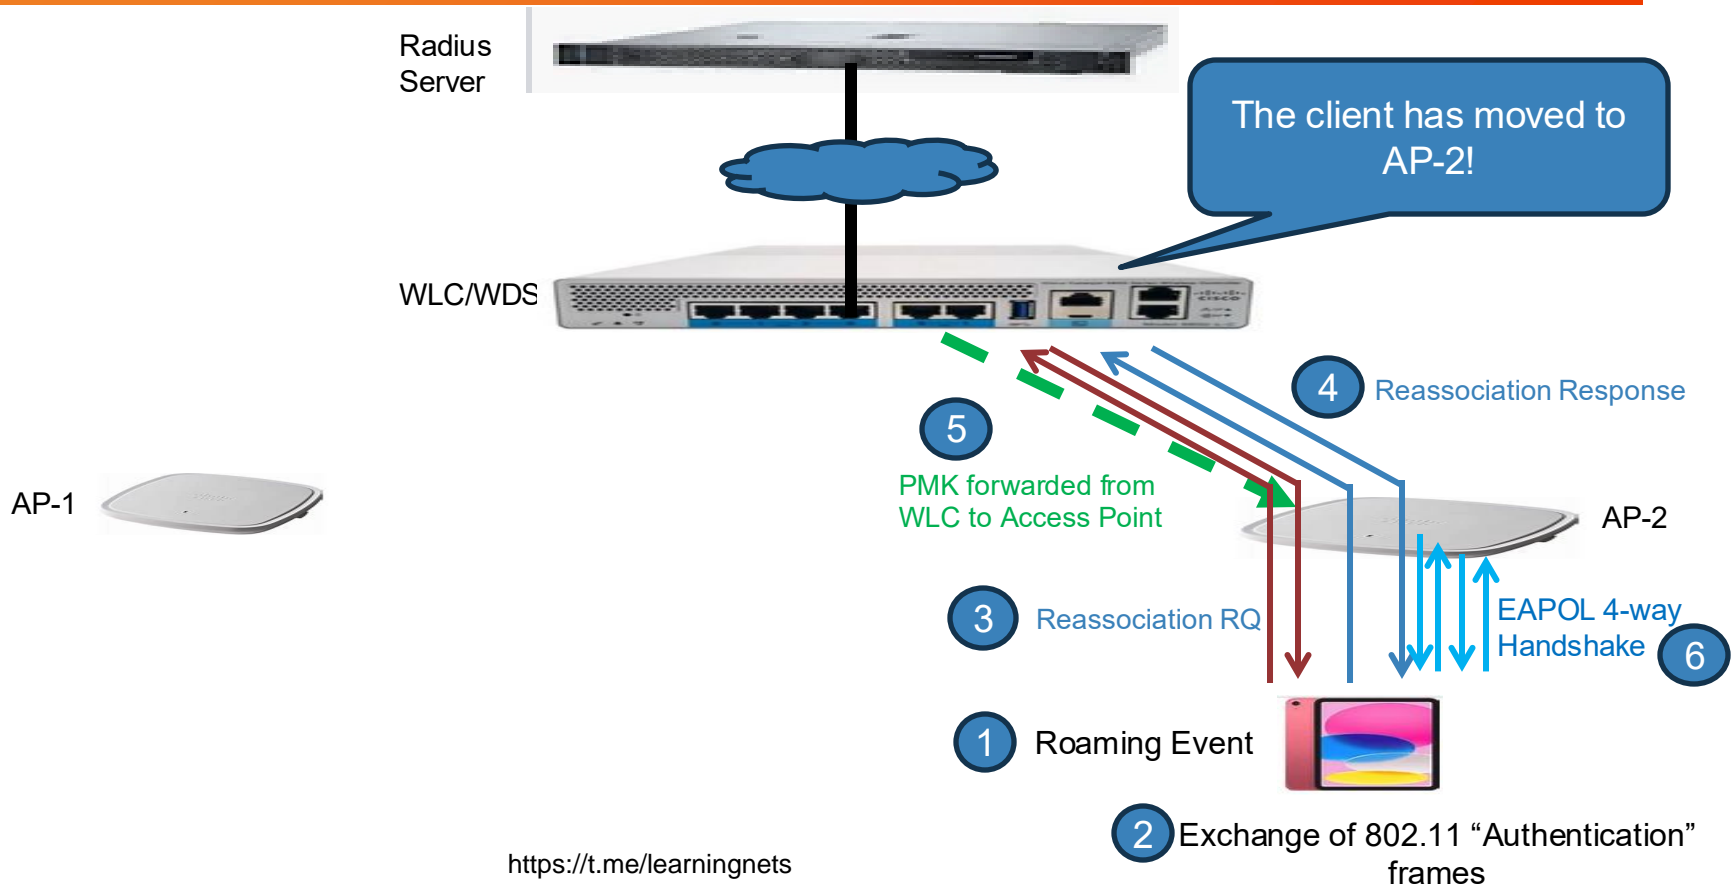 Radius
Server
The client has moved to
AP-2!
WLC/WDS
CISCO
4
Reassociation Response
5
PMK forwarded from
WLC to Access Point
AP-1
AP-2
3
Reassociation RQ
EAPOL 4-way
Handshake
6
1
Roaming Event
2
Exchange of 802.11 “Authentication”
frames
https://t.me/learningnets